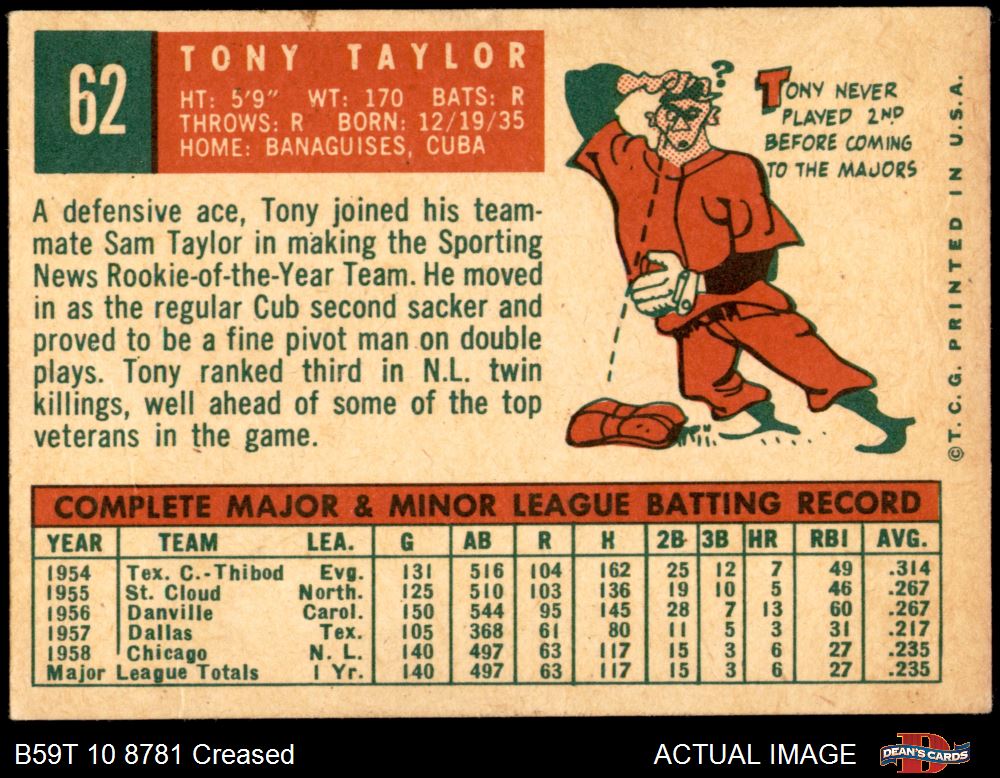 62
TONY TAYLOR
HT: 5'9" WT: 170 BATS: R
THROWS: R BORN: 12/19/35
HOME: BANAGUISES, CUBA
?
TONY NEVER
PLAYED 2ND
BEFORE COMING
TO THE MAJORS
A defensive ace, Tony joined his team-
mate Sam Taylor in making the Sporting
News Rookie-of-the-Year Team. He moved
in as the regular Cub second sacker and
proved to be a fine pivot man on double
plays. Tony ranked third in N.L. twin
killings, well ahead of some of the top
veterans in the game.
©T.C.G. PRINTED IN U.S.A.
COMPLETE MAJOR & MINOR LEAGUE BATTING RECORD
YEAR TEAM LEA. G AB R H 2B 3B HR RBI AVG.
1954 Tex. C.-Thibod Evg. 131 516 104 162 25 12 7 49 .314
1955 St. Cloud North. 125 510 103 136 19 10 5 46 .267
1956 Danville Carol. 150 544 95 145 28 7 13 60 .267
1957 Dallas Tex. 105 368 61 80 11 5 3 31 .217
1958 Chicago N. L. 140 497 63 117 15 3 6 27 .235
Major League Totals 1 Yr. 140 497 63 117 15 3 6 27 .235
B59T 10 8781 Creased
ACTUAL IMAGE
DEAN'S CARDS